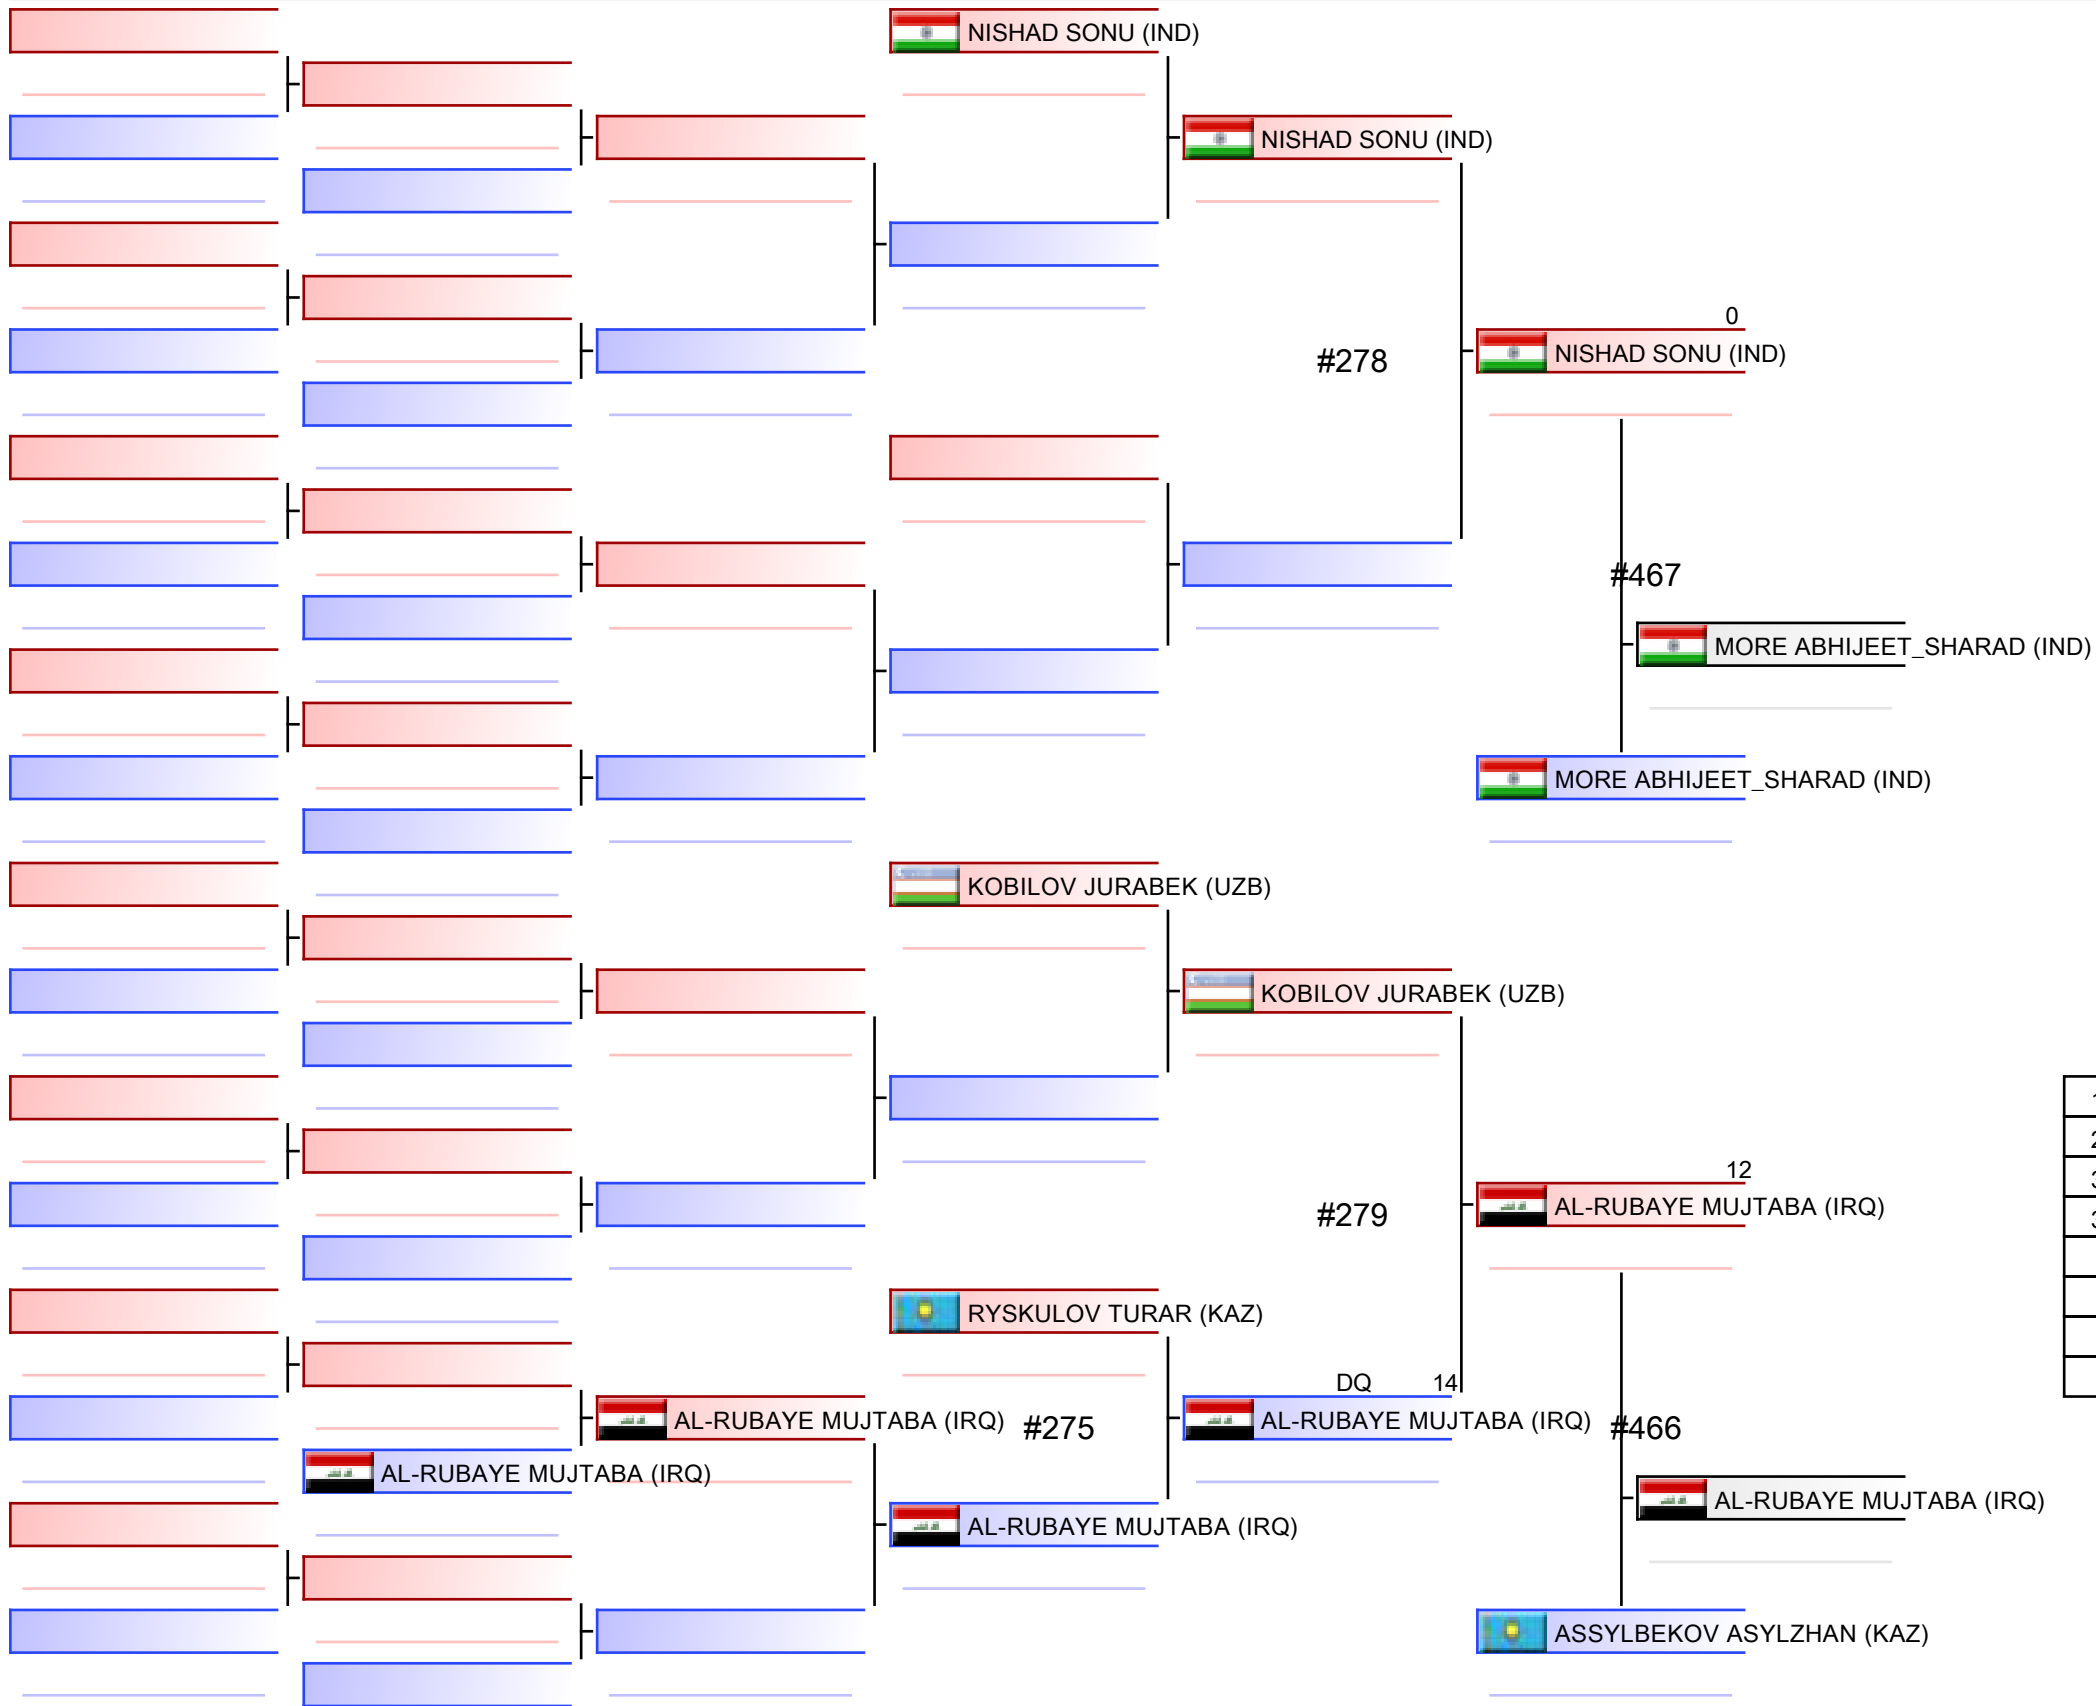 NISHAD SONU (IND)
NISHAD SONU (IND)
0
#278
NISHAD SONU (IND)
#467
MORE ABHIJEET_SHARAD (IND)
MORE ABHIJEET_SHARAD (IND)
KOBILOV JURABEK (UZB)
KOBILOV JURABEK (UZB)
12
#279
AL-RUBAYE MUJTABA (IRQ)
RYSKULOV TURAR (KAZ)
DQ 14
AL-RUBAYE MUJTABA (IRQ)
#275
AL-RUBAYE MUJTABA (IRQ)
#466
AL-RUBAYE MUJTABA (IRQ)
AL-RUBAYE MUJTABA (IRQ)
AL-RUBAYE MUJTABA (IRQ)
ASSYLBEKOV ASYLZHAN (KAZ)